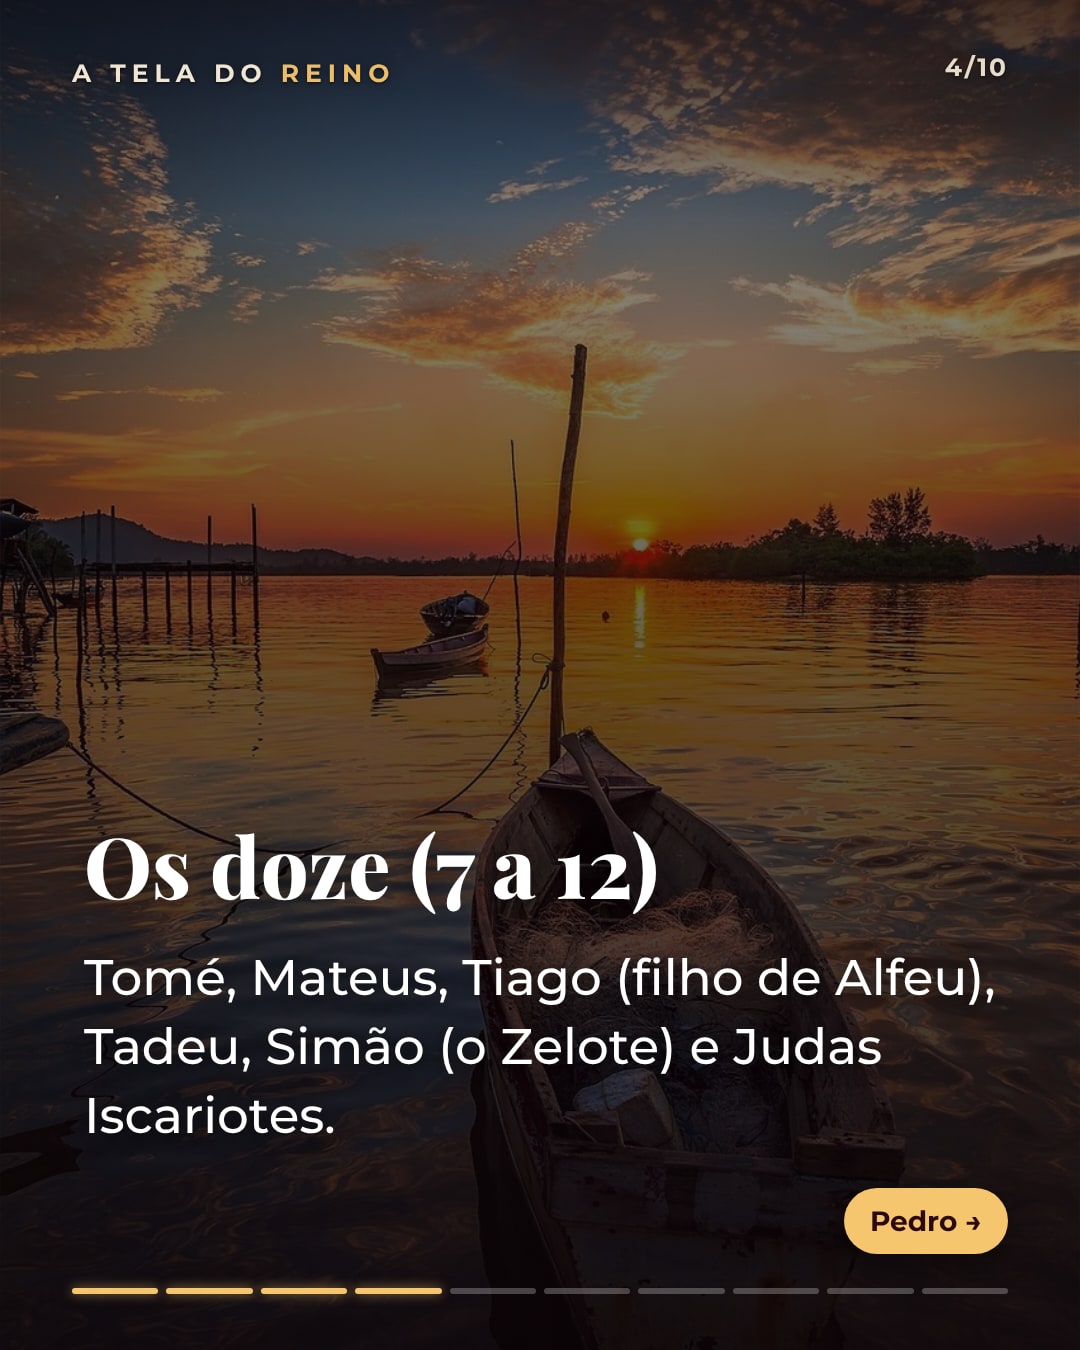 A TELA DO REINO
4/10
Os doze (7 a 12)
Tomé, Mateus, Tiago (filho de Alfeu),
Tadeu, Simão (o Zelote) e Judas
Iscariotes.
Pedro →